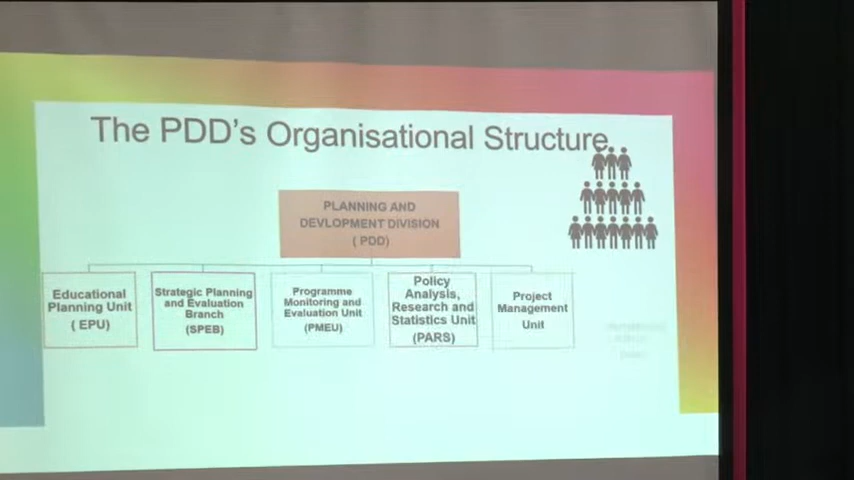 The PDD's Organisational Structure
PLANNING AND
DEVLOPMENT DIVISION
( PDD)
Educational
Planning Unit
( EPU)
Strategic Planning
and Evaluation
Branch
(SPEB)
Programme
Monitoring and
Evaluation Unit
(PMEU)
Policy
Analysis,
Research and
Statistics Unit
(PARS)
Project
Management
Unit